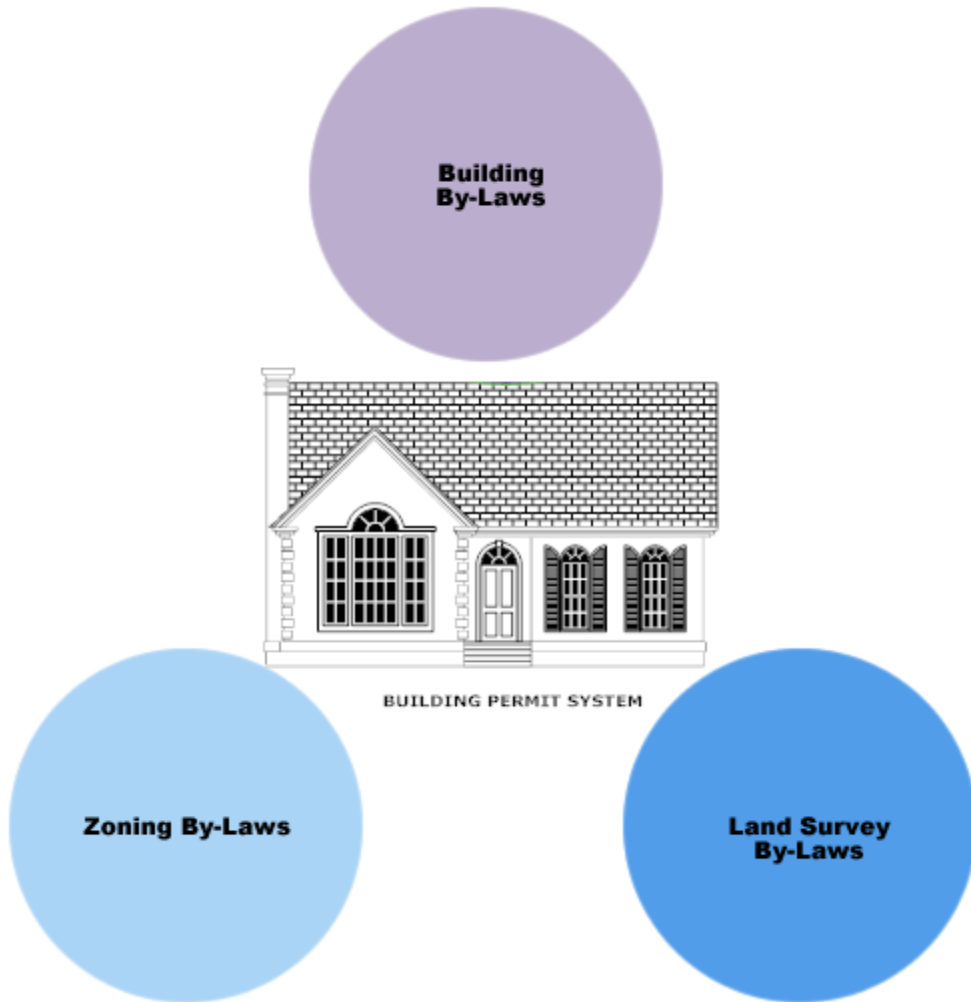 Building
By-Laws
BUILDING PERMIT SYSTEM
Zoning By-Laws
Land Survey
By-Laws